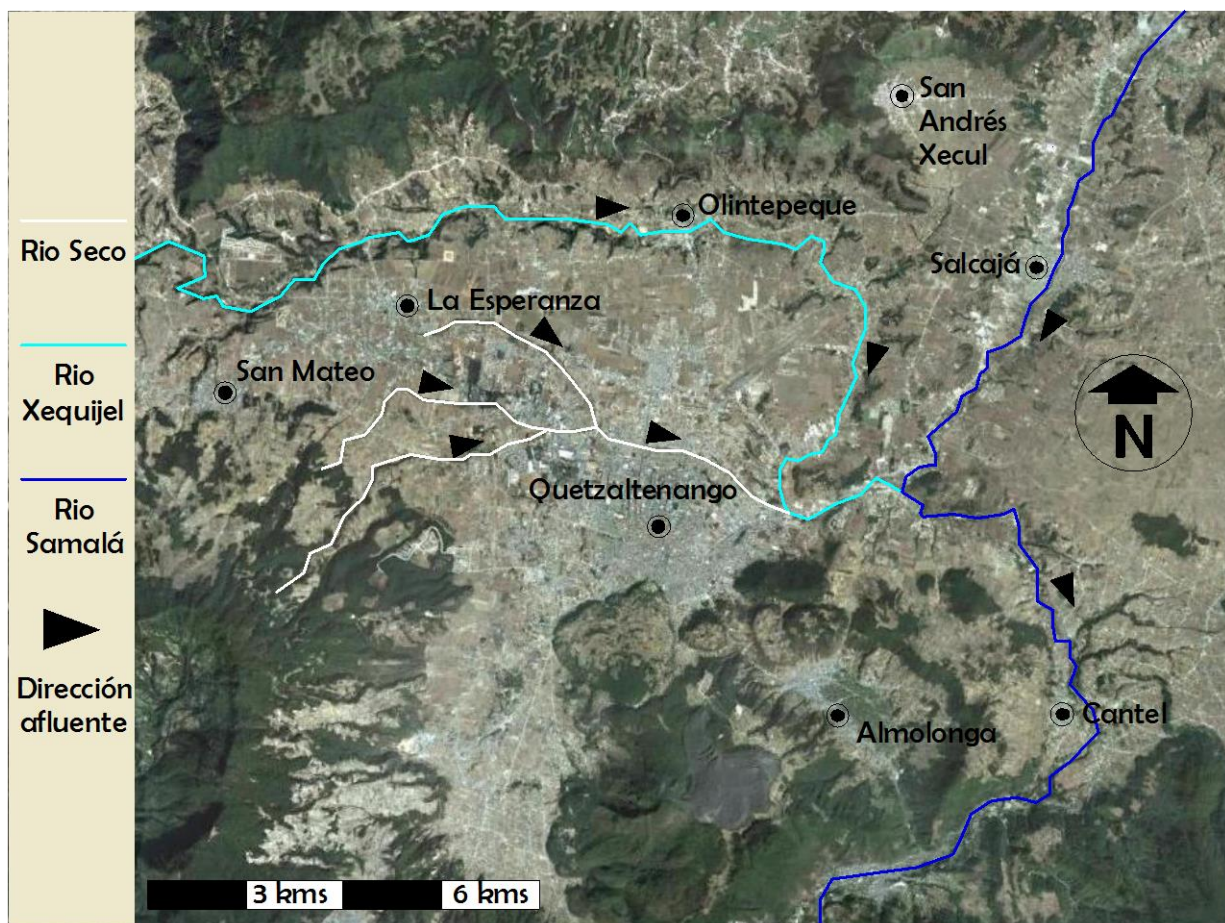 Rio Seco
Rio
Xequijel
Rio
Samalá
Dirección
afluente
San
Andrés
Xecul
Olintepeque
Salcajá
La Esperanza
San Mateo
N
Quetzaltenango
Almolonga
Cantel
3 kms
6 kms